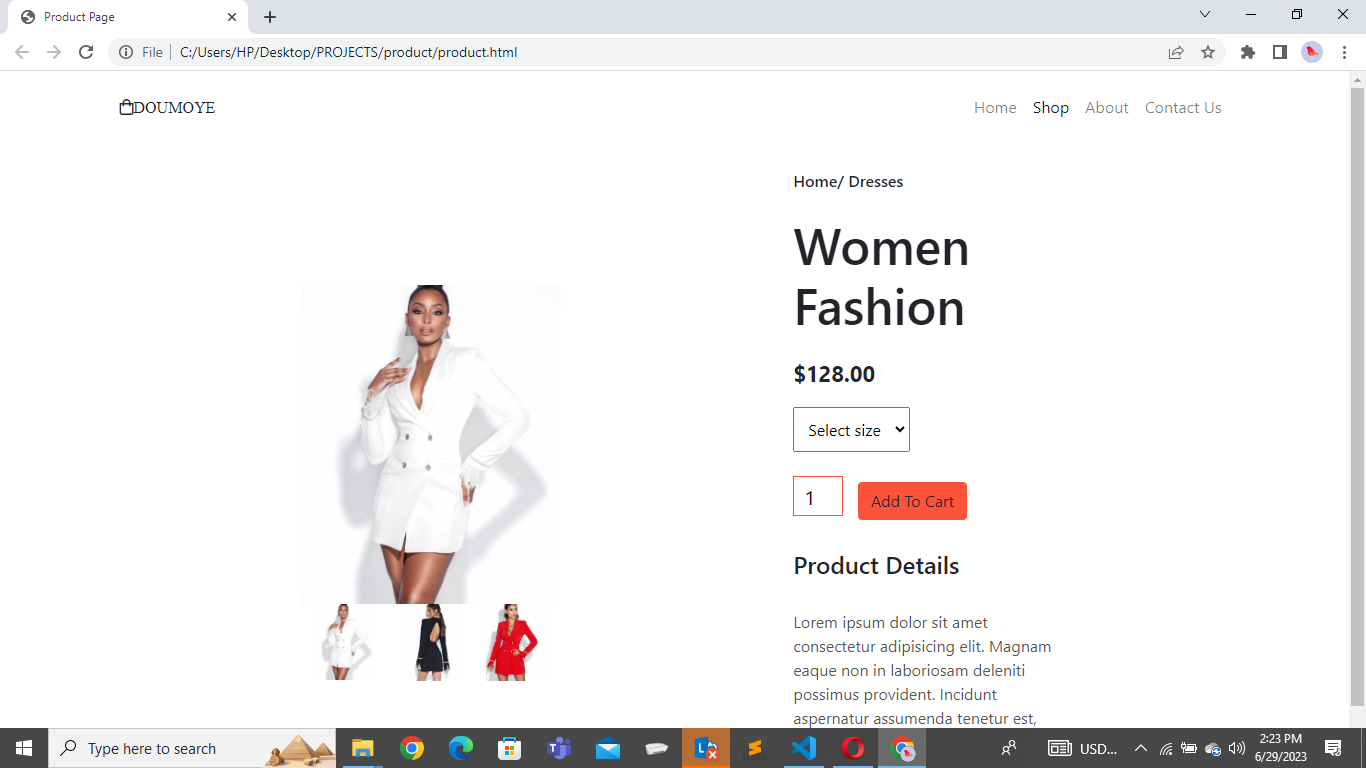 Product Page
File
C:/Users/HP/Desktop/PROJECTS/product/product.html
DOUMOYE
Home Shop About Contact Us
Home/ Dresses
Women
Fashion
$128.00
Select size
1
Add To Cart
Product Details
Lorem ipsum dolor sit amet
consectetur adipisicing elit. Magnam
eaque non in laboriosam deleniti
possimus provident. Incidunt
aspernatur assumenda tenetur est,
Type here to search
USD...
2:23 PM
6/29/2023